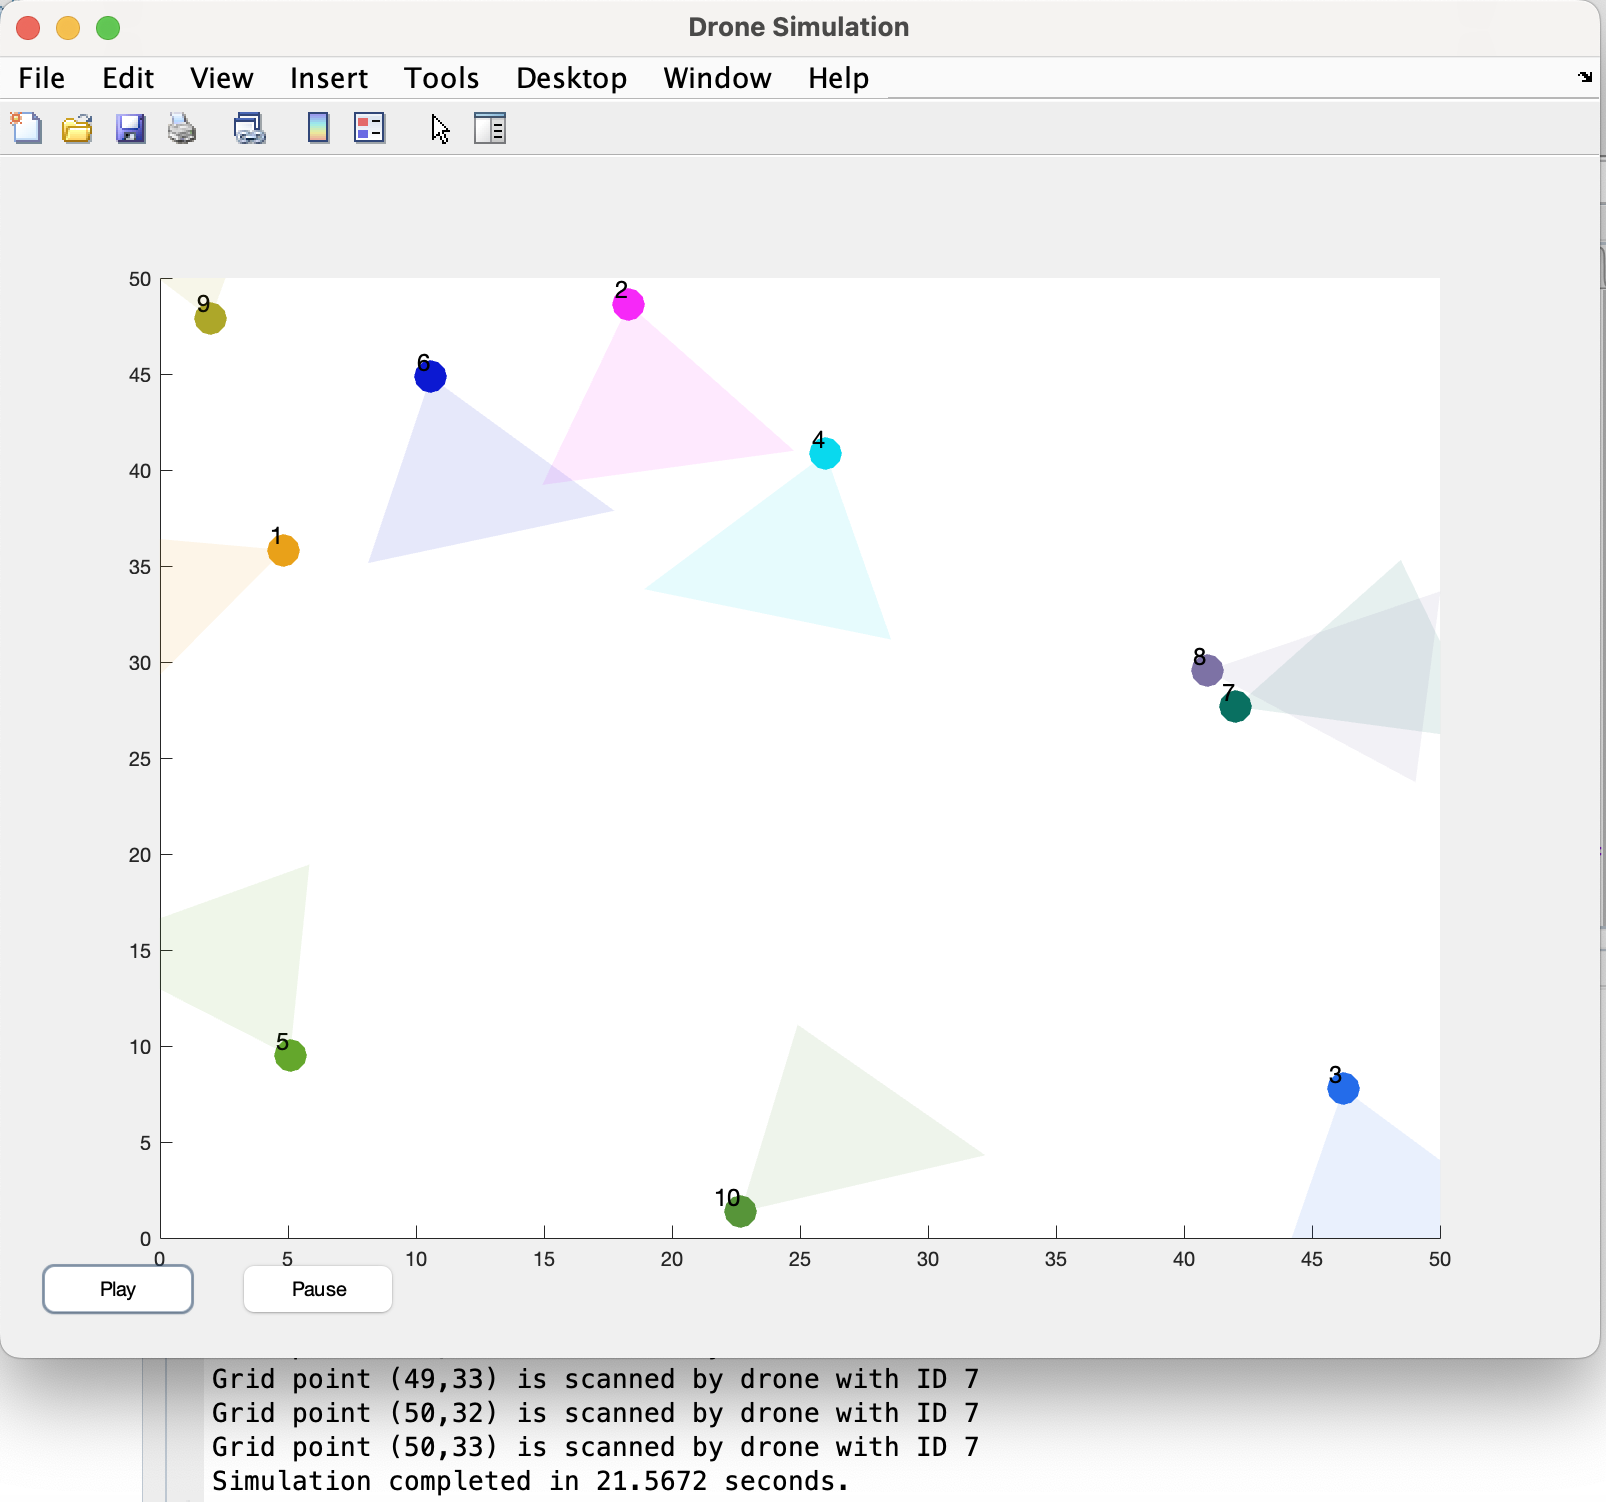 Drone Simulation
File Edit View Insert Tools Desktop Window Help
50
45
40
35
30
25
20
15
10
5
0
9
2
6
4
1
8
7
5
3
10
0 5 10 15 20 25 30 35 40 45 50
Play Pause
Grid point (49,33) is scanned by drone with ID 7
Grid point (50,32) is scanned by drone with ID 7
Grid point (50,33) is scanned by drone with ID 7
Simulation completed in 21.5672 seconds.